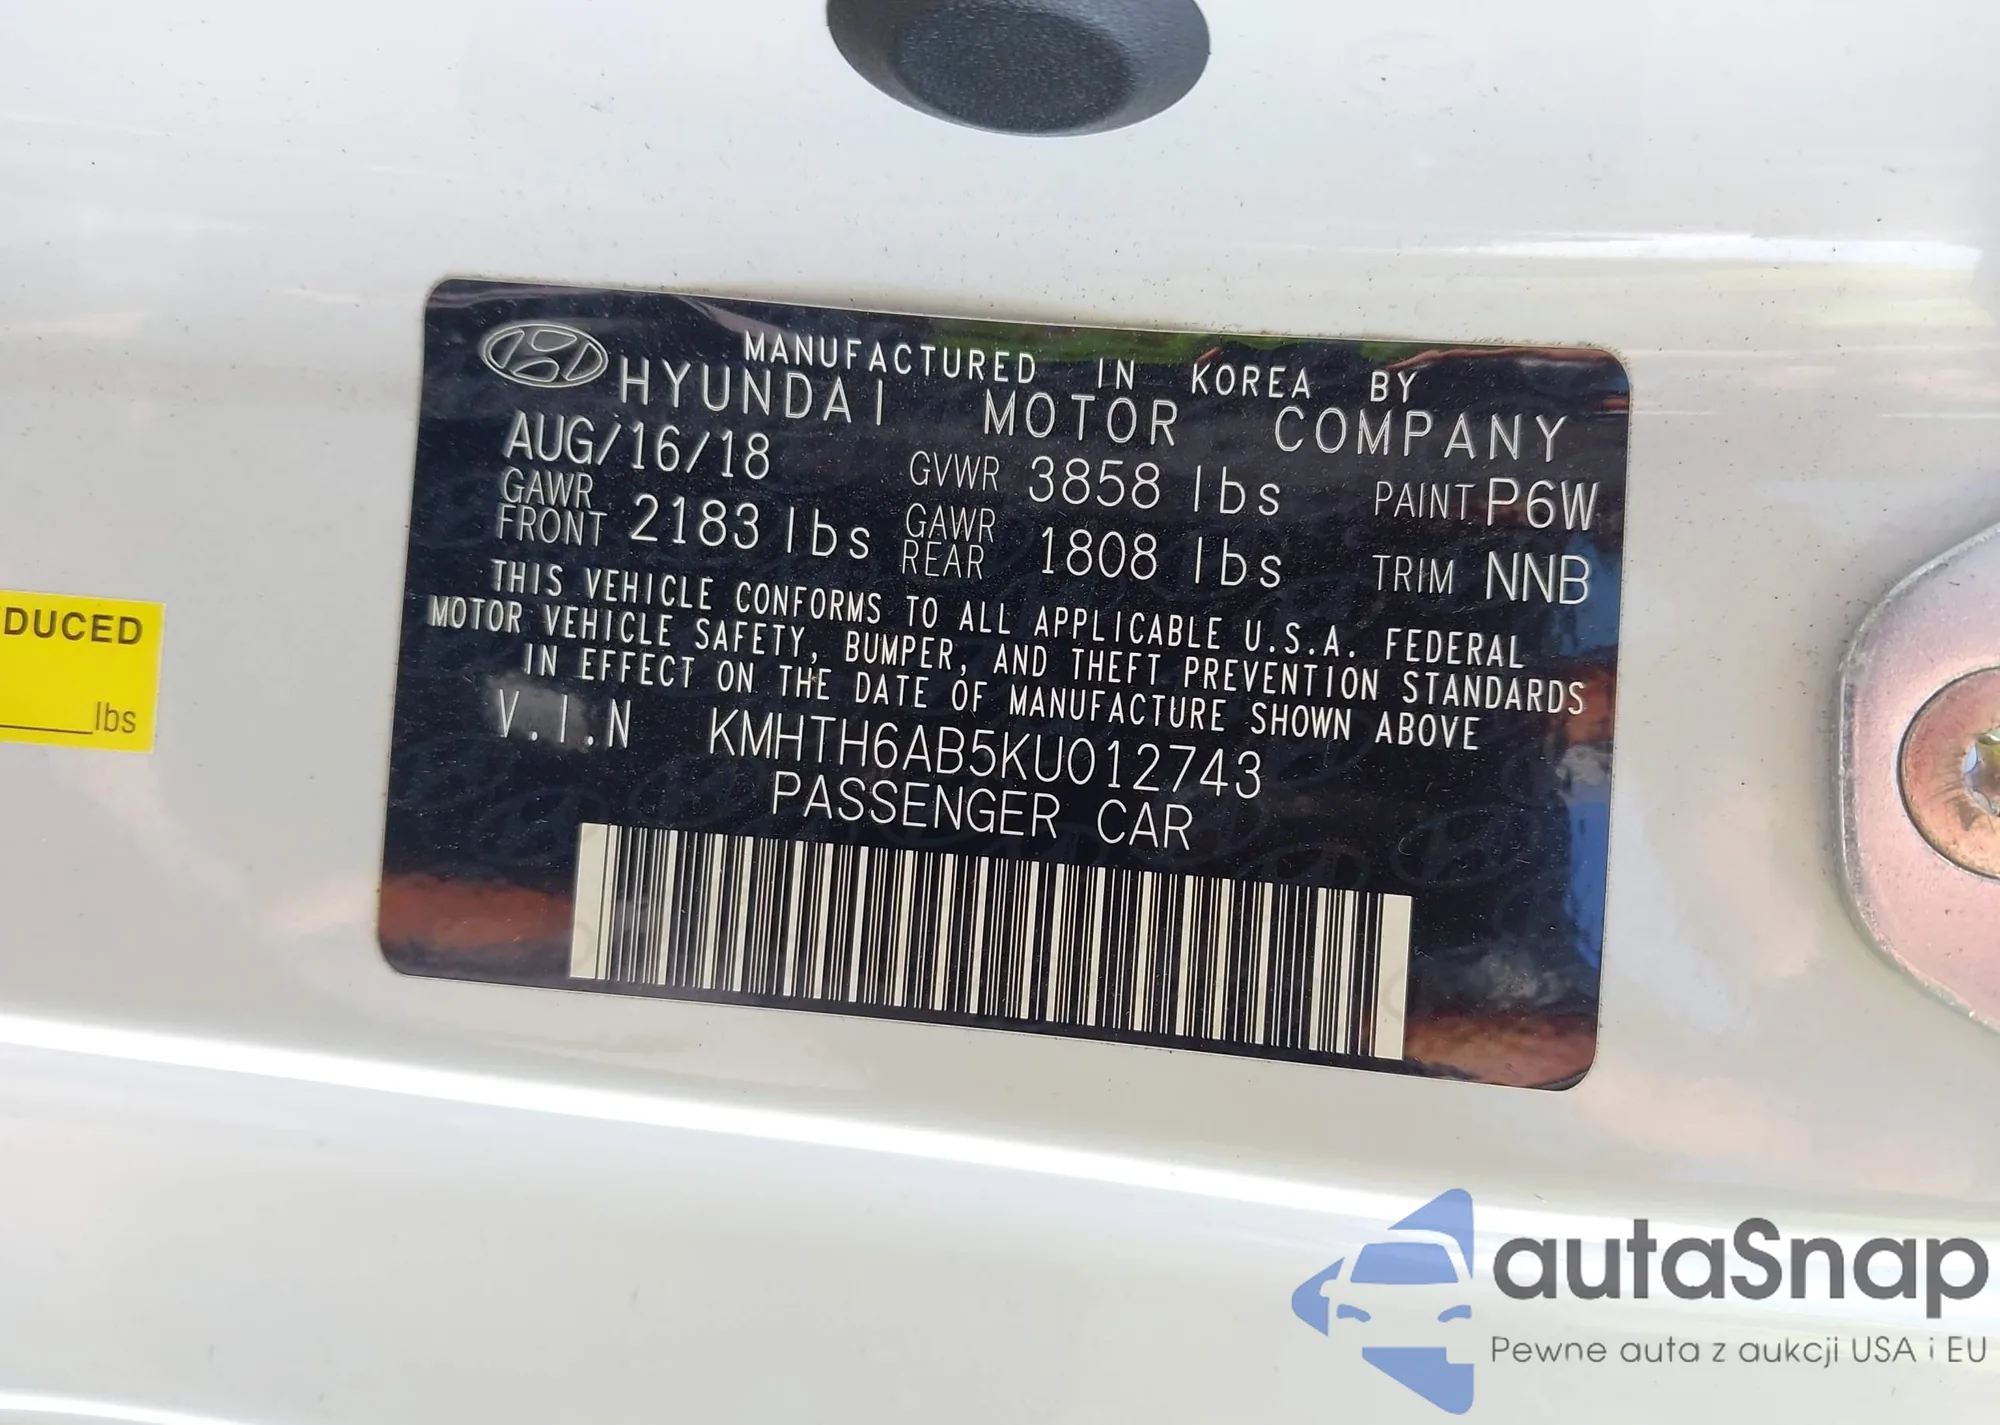 MANUFACTURED IN KOREA BY
HYUNDAI MOTOR COMPANY
AUG/16/18 GVWR 3858 lbs PAINT P6W
GAWR FRONT 2183 lbs GAWR REAR 1808 lbs TRIM NNB
THIS VEHICLE CONFORMS TO ALL APPLICABLE U.S.A. FEDERAL
MOTOR VEHICLE SAFETY, BUMPER, AND THEFT PREVENTION STANDARDS
IN EFFECT ON THE DATE OF MANUFACTURE SHOWN ABOVE
V.I.N KMHTH6AB5KU012743
PASSENGER CAR
DUCED
lbs
autaSnap
Pewne auta z aukcji USA i EU